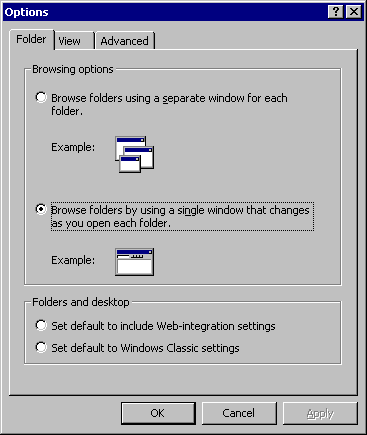 Options
Folder View Advanced
Browsing options
Browse folders using a separate window for each
folder.
Example:
Browse folders by using a single window that changes
as you open each folder.
Example:
Folders and desktop
Set default to include Web-integration settings
Set default to Windows Classic settings
OK Cancel Apply